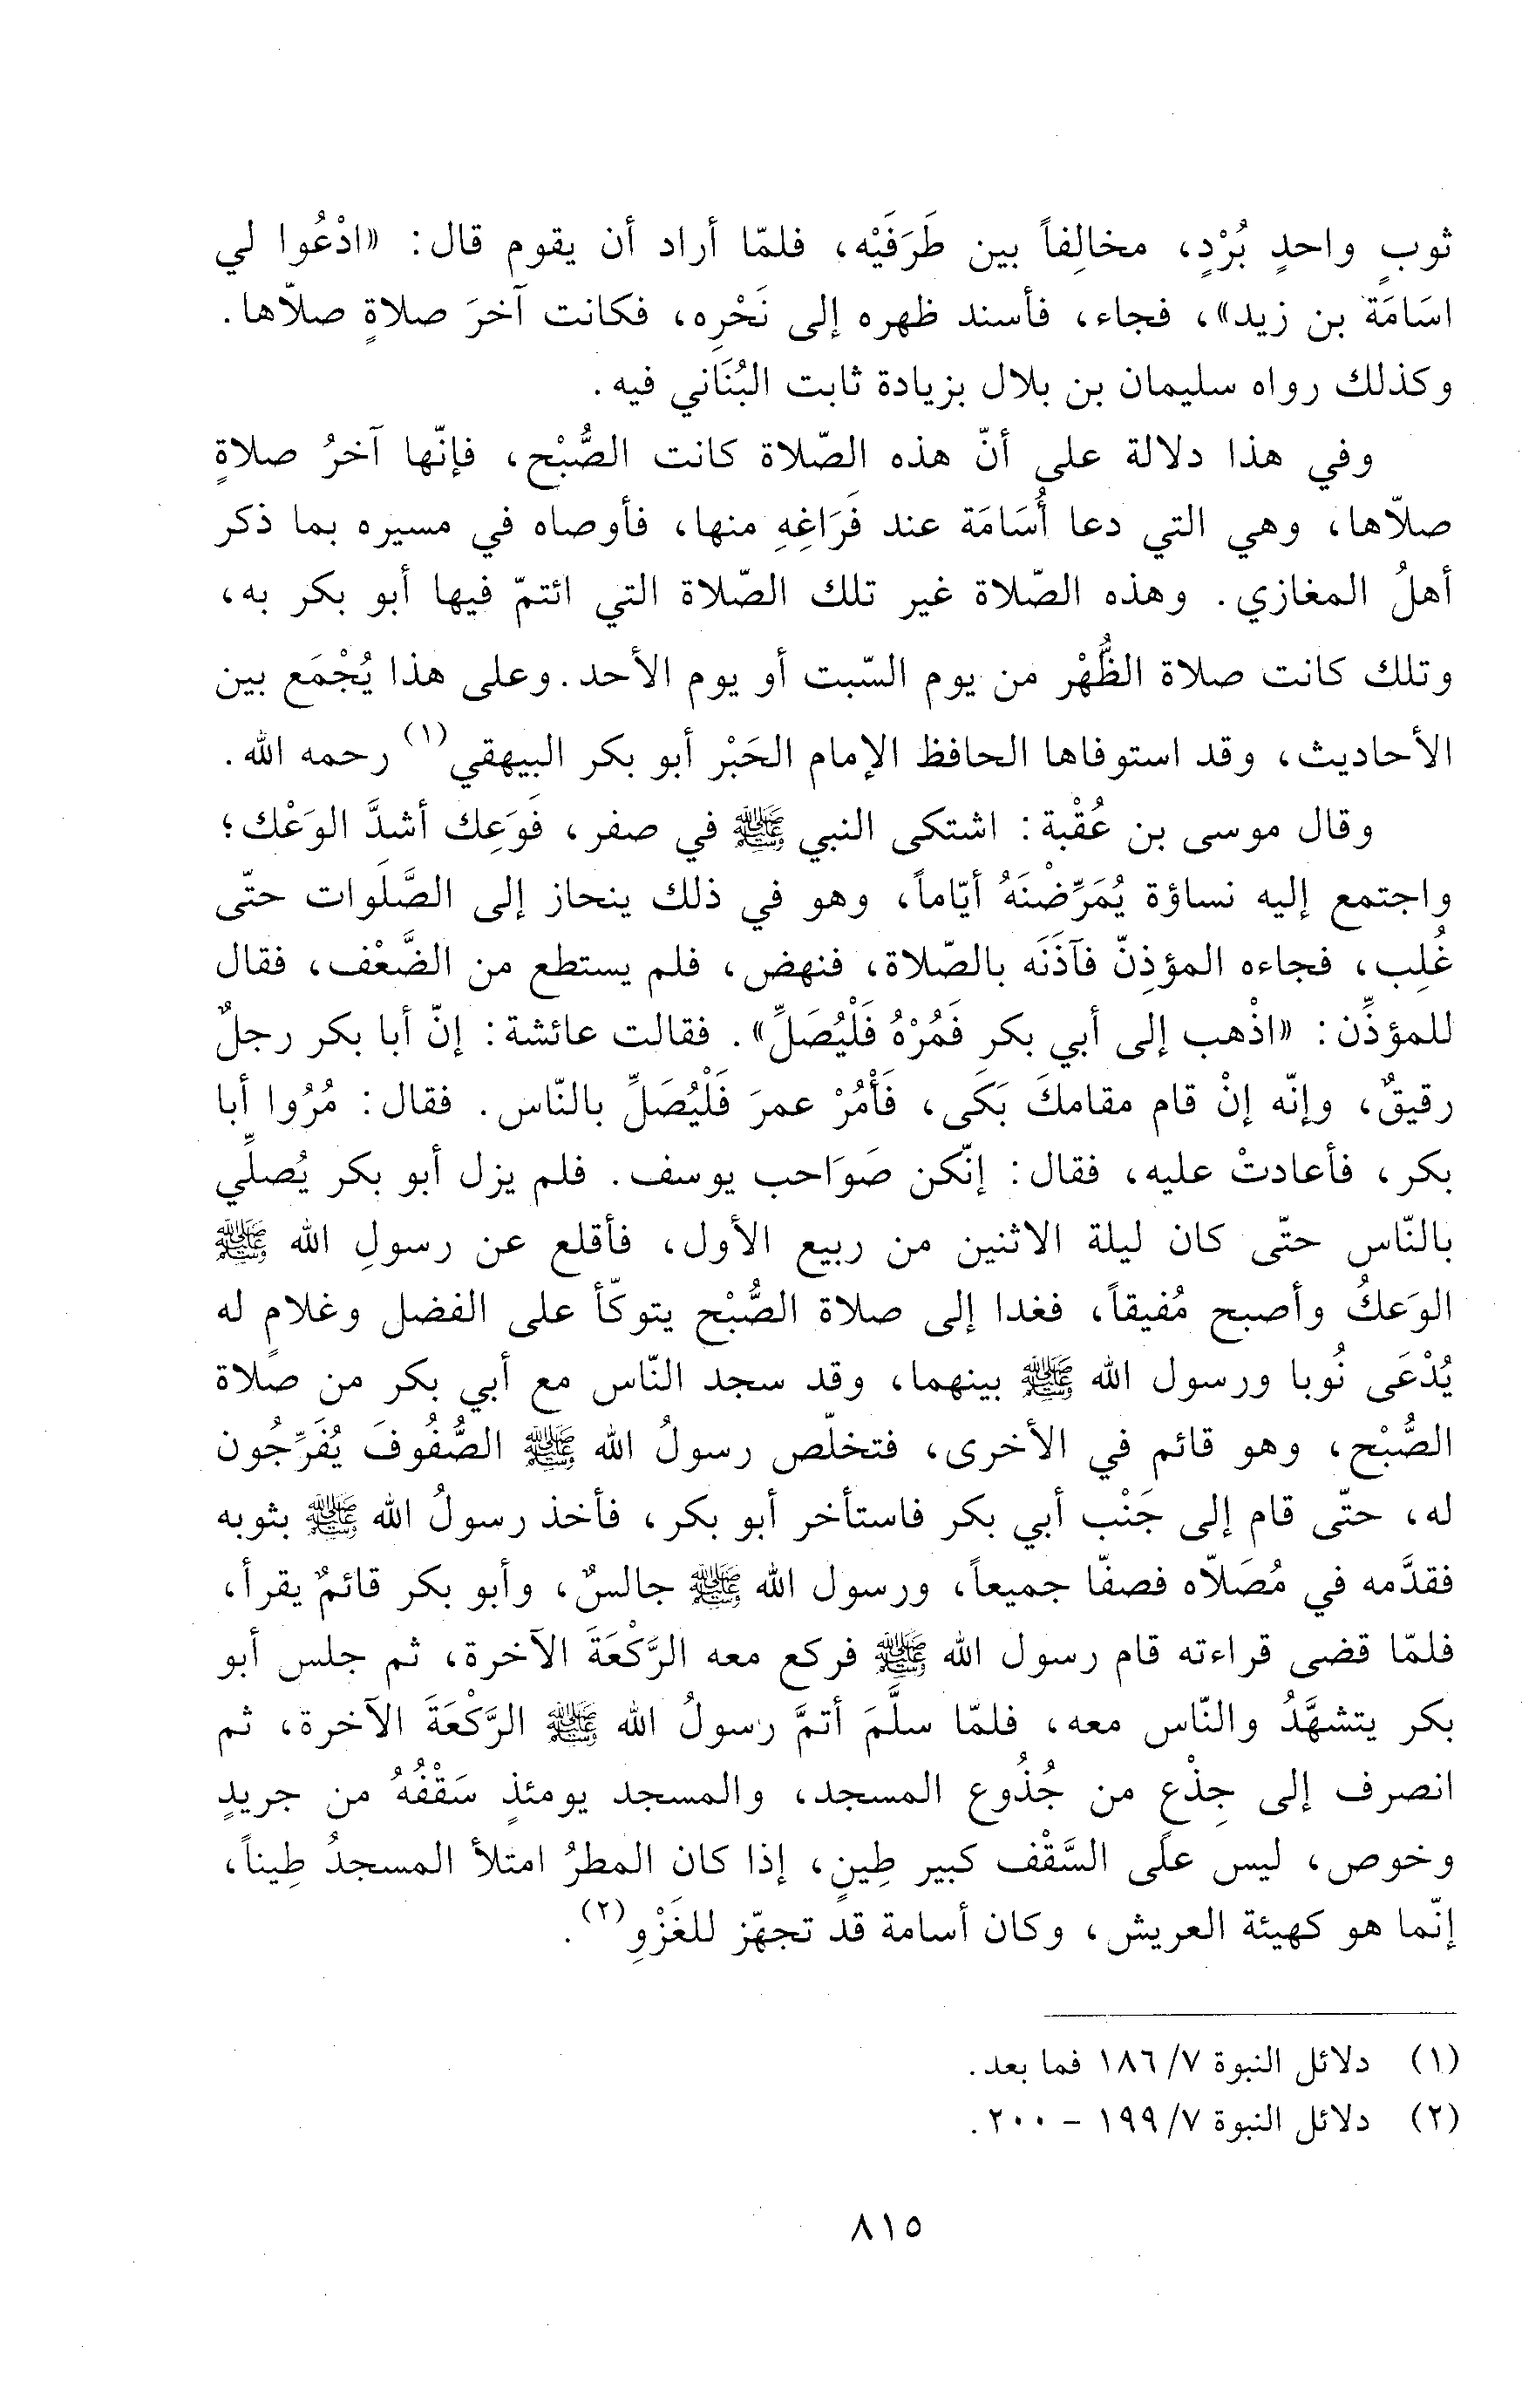 ثوبٍ واحدٍ بُرْدٍ، مخالِفاً بين طَرَفَيْه، فلمّا أراد أن يقوم قال: «ادْعُوا لي
اسَامَة بن زيد»، فجاء، فأسند ظهره إلى نَحْرِه، فكانت آخرَ صلاةٍ صلاّها.
وكذلك رواه سليمان بن بلال بزيادة ثابت البُنَاني فيه.
وفي هذا دلالة على أنّ هذه الصّلاة كانت الصُّبْح، فإنّها آخرُ صلاةٍ
صلاّها، وهي التي دعا أُسَامَة عند فَرَاغِهِ منها، فأوصاه في مسيره بما ذكر
أهلُ المغازي. وهذه الصّلاة غير تلك الصّلاة التي ائتمّ فيها أبو بكر به،
وتلك كانت صلاة الظُّهْر من يوم السّبت أو يوم الأحد. وعلى هذا يُجْمَع بين
الأحاديث، وقد استوفاها الحافظ الإمام الحَبْر أبو بكر البيهقي(١) رحمه الله.
وقال موسى بن عُقْبة: اشتكى النبي ﷺ في صفر، فَوَعِك أشدَّ الوَعْك؛
واجتمع إليه نساؤة يُمَرِّضْنَهُ أيّاماً، وهو في ذلك ينحاز إلى الصَّلَوات حتّى
غُلِب، فجاءه المؤذِنّ فآذَنَه بالصّلاة، فنهض، فلم يستطع من الضَّعْف، فقال
للمؤذِّن: «اذْهب إلى أبي بكرِ فَمُرْهُ فَلْيُصَلِّ». فقالت عائشة: إنّ أبا بكر رجلٌ
رقيقٌ، وإنّه إنْ قام مقامكَ بَكَى، فَأْمُرْ عمرَ فَلْيُصَلِّ بالنّاس. فقال: مُرُوا أبا
بكر، فأعادتْ عليه، فقال: إنّكن صَوَاحب يوسف. فلم يزل أبو بكر يُصلِّي
بالنّاس حتّى كان ليلة الاثنين من ربيع الأول، فأقلع عن رسولِ الله ﷺ
الوَعكُ وأصبح مُفيقاً، فغدا إلى صلاة الصُّبْح يتوكّأ على الفضل وغلامٍ له
يُدْعَى نُوبا ورسول الله ﷺ بينهما، وقد سجد النّاس مع أبي بكر من صلاة
الصُّبْح، وهو قائم في الأخرى، فتخلّص رسولُ الله ﷺ الصُّفُوفَ يُفَرِّجُون
له، حتّى قام إلى جَنْب أبي بكر فاستأخر أبو بكر، فأخذ رسولُ الله ﷺ بثوبه
فقدَّمه في مُصَلاّه فصفّا جميعاً، ورسول الله ﷺ جالسٌ، وأبو بكر قائمٌ يقرأ،
فلمّا قضى قراءته قام رسول الله ﷺ فركع معه الرَّكْعَةَ الآخرة، ثم جلس أبو
بكر يتشهَّدُ والنّاس معه، فلمّا سلَّمَ أتمَّ رسولُ الله ﷺ الرَّكْعَةَ الآخرة، ثم
انصرف إلى جِذْعٍ من جُذُوع المسجد، والمسجد يومئذٍ سَقْفُهُ من جريدٍ
وخوص، ليس على السَّقْف كبير طِينٍ، إذا كان المطرُ امتلأ المسجدُ طِيناً،
إنّما هو كهيئة العريش، وكان أسامة قد تجهّز للغَزْوِ(٢).
(١) دلائل النبوة ٧/ ١٨٦ فما بعد.
(٢) دلائل النبوة ٧/ ١٩٩ - ٢٠٠.
٨١٥